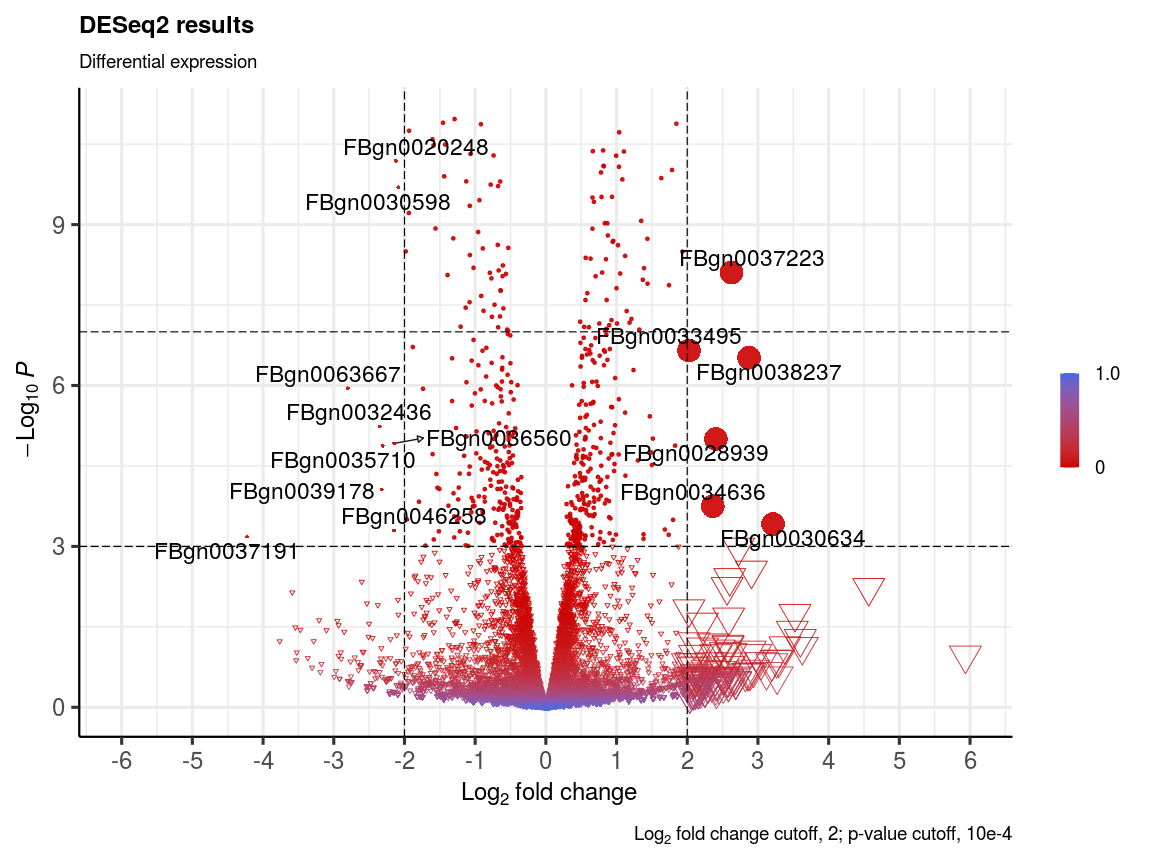 DESeq2 results
Differential expression
FBgn0020248
FBgn0030598
FBgn0037223
FBgn0033495
FBgn0038237
FBgn0063667
FBgn0032436
FBgn0036560
FBgn0028939
FBgn0035710
FBgn0039178
FBgn0034636
FBgn0046258
FBgn0030634
FBgn0037191
9
6
3
0
−Log10 P
-6 -5 -4 -3 -2 -1 0 1 2 3 4 5 6
Log2 fold change
1.0
0
Log2 fold change cutoff, 2; p-value cutoff, 10e-4